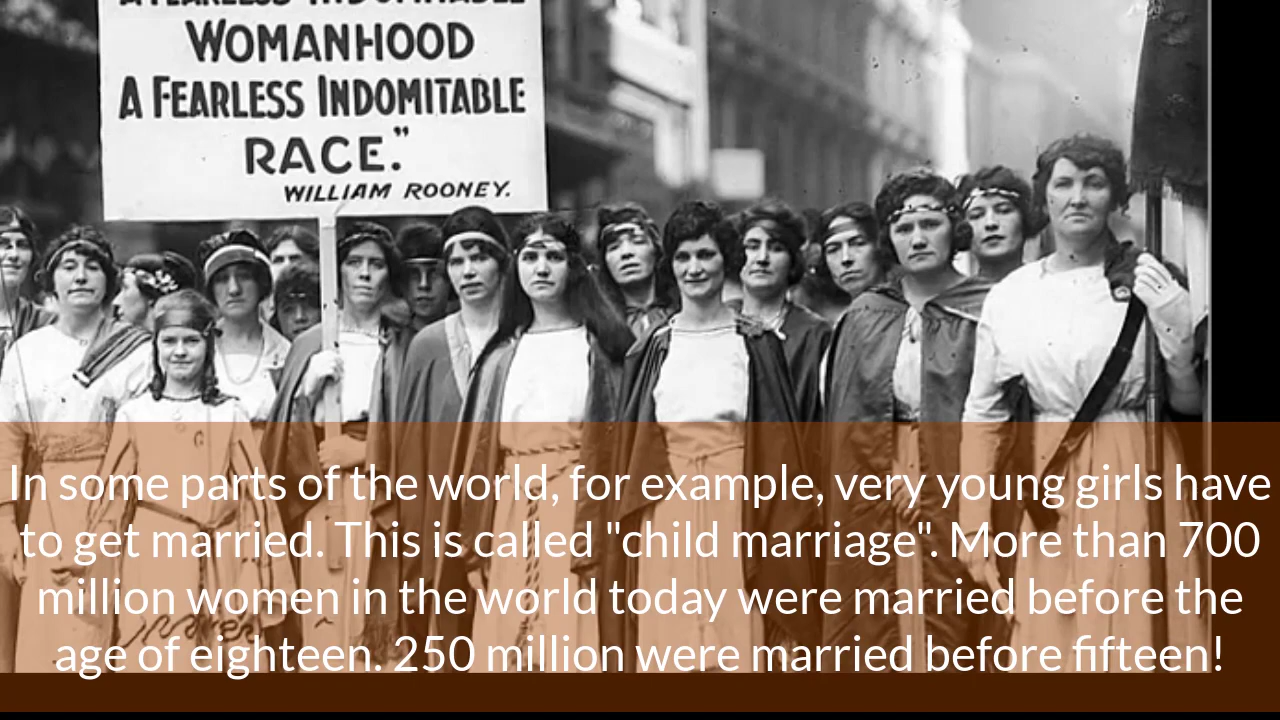 A FEARLESS INDOMITABLE
WOMANHOOD
A FEARLESS INDOMITABLE
RACE."
WILLIAM ROONEY.
In some parts of the world, for example, very young girls have
to get married. This is called "child marriage". More than 700
million women in the world today were married before the
age of eighteen. 250 million were married before fifteen!